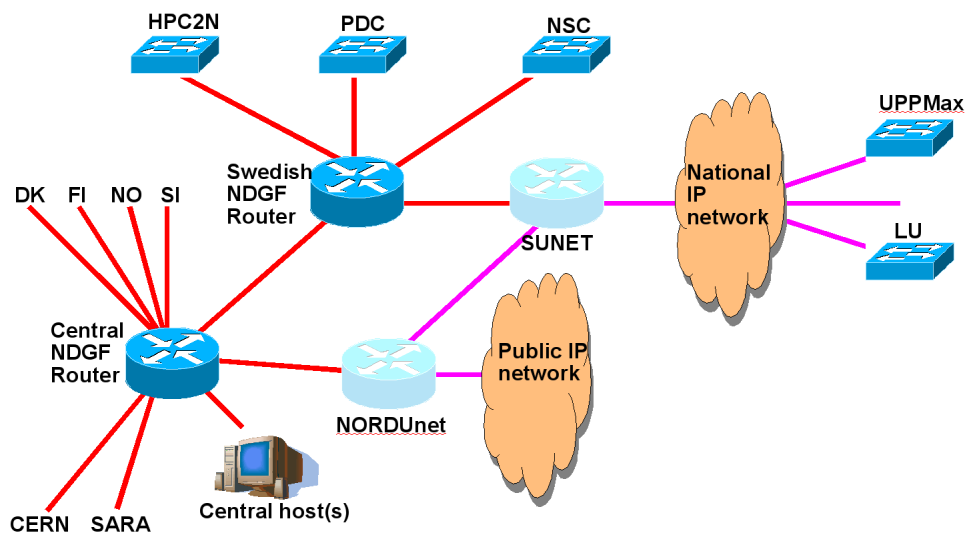 HPC2N
PDC
NSC
UPPMax
Swedish
NDGF
Router
National
IP
network
DK
FI
NO
SI
SUNET
LU
Central
NDGF
Router
Public IP
network
NORDUnet
Central host(s)
CERN
SARA